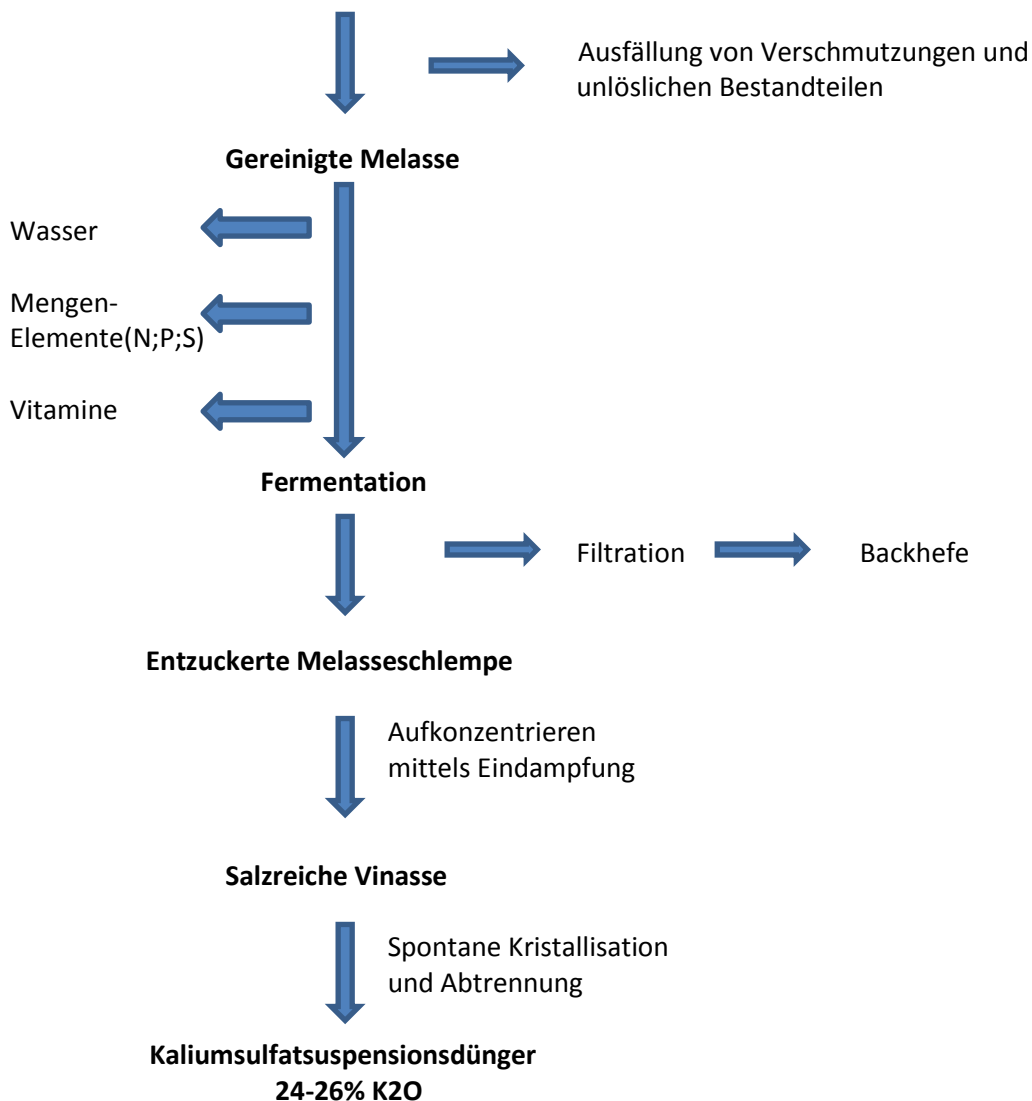 Ausfällung von Verschmutzungen und
unlöslichen Bestandteilen
Gereinigte Melasse
Wasser
Mengen-
Elemente(N;P;S)
Vitamine
Fermentation
Filtration
Backhefe
Entzuckerte Melasseschlempe
Aufkonzentrieren
mittels Eindampfung
Salzreiche Vinasse
Spontane Kristallisation
und Abtrennung
Kaliumsulfatsuspensionsdünger
24-26% K2O